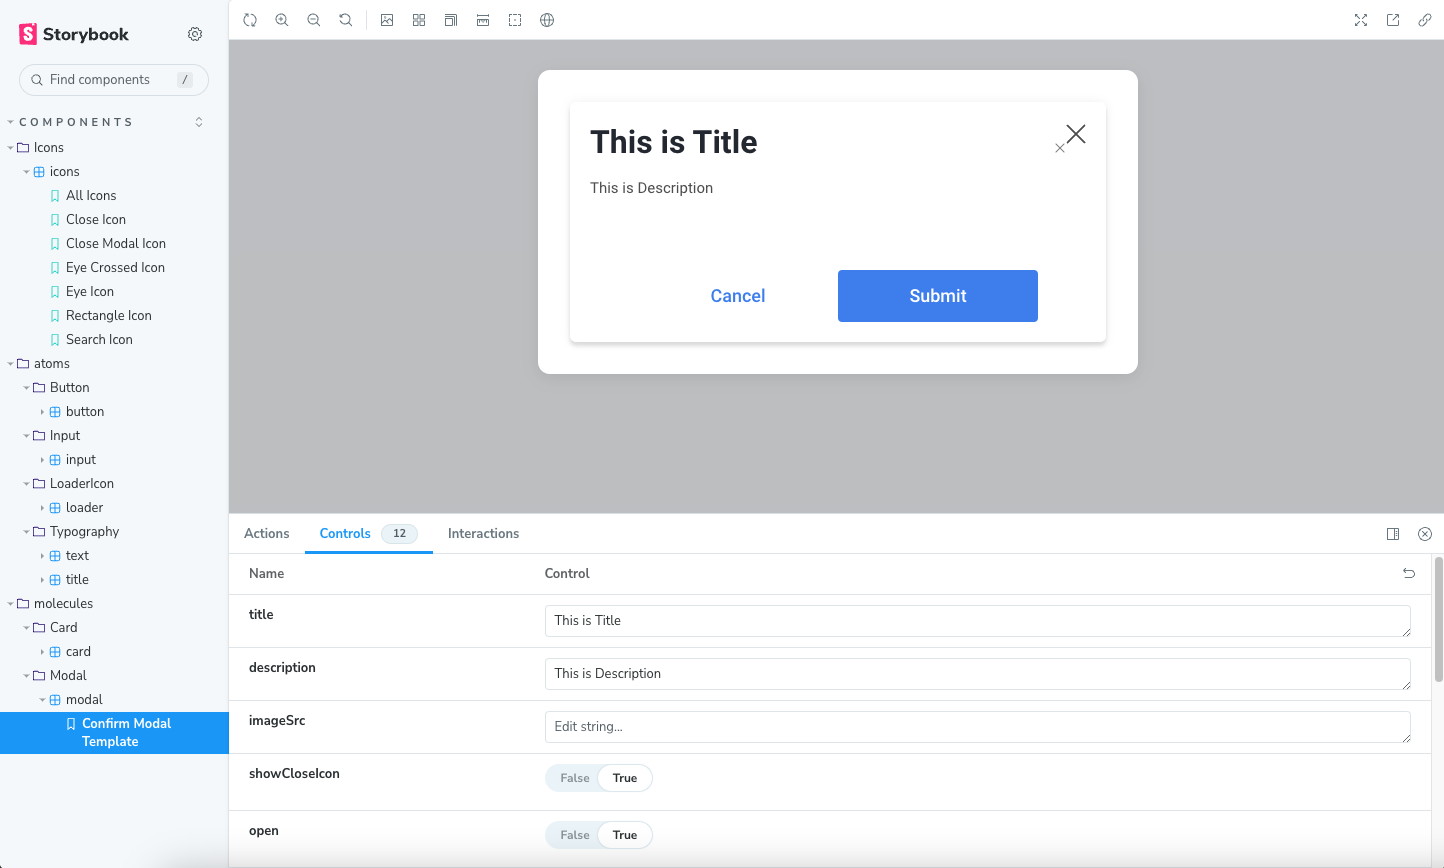 Storybook
Find components /
COMPONENTS
Icons
icons
All Icons
Close Icon
Close Modal Icon
Eye Crossed Icon
Eye Icon
Rectangle Icon
Search Icon
atoms
Button
button
Input
input
LoaderIcon
loader
Typography
text
title
molecules
Card
card
Modal
modal
Confirm Modal
Template
This is Title
This is Description
Cancel Submit
Actions Controls 12 Interactions
Name Control
title This is Title
description This is Description
imageSrc Edit string...
showCloseIcon False True
open False True